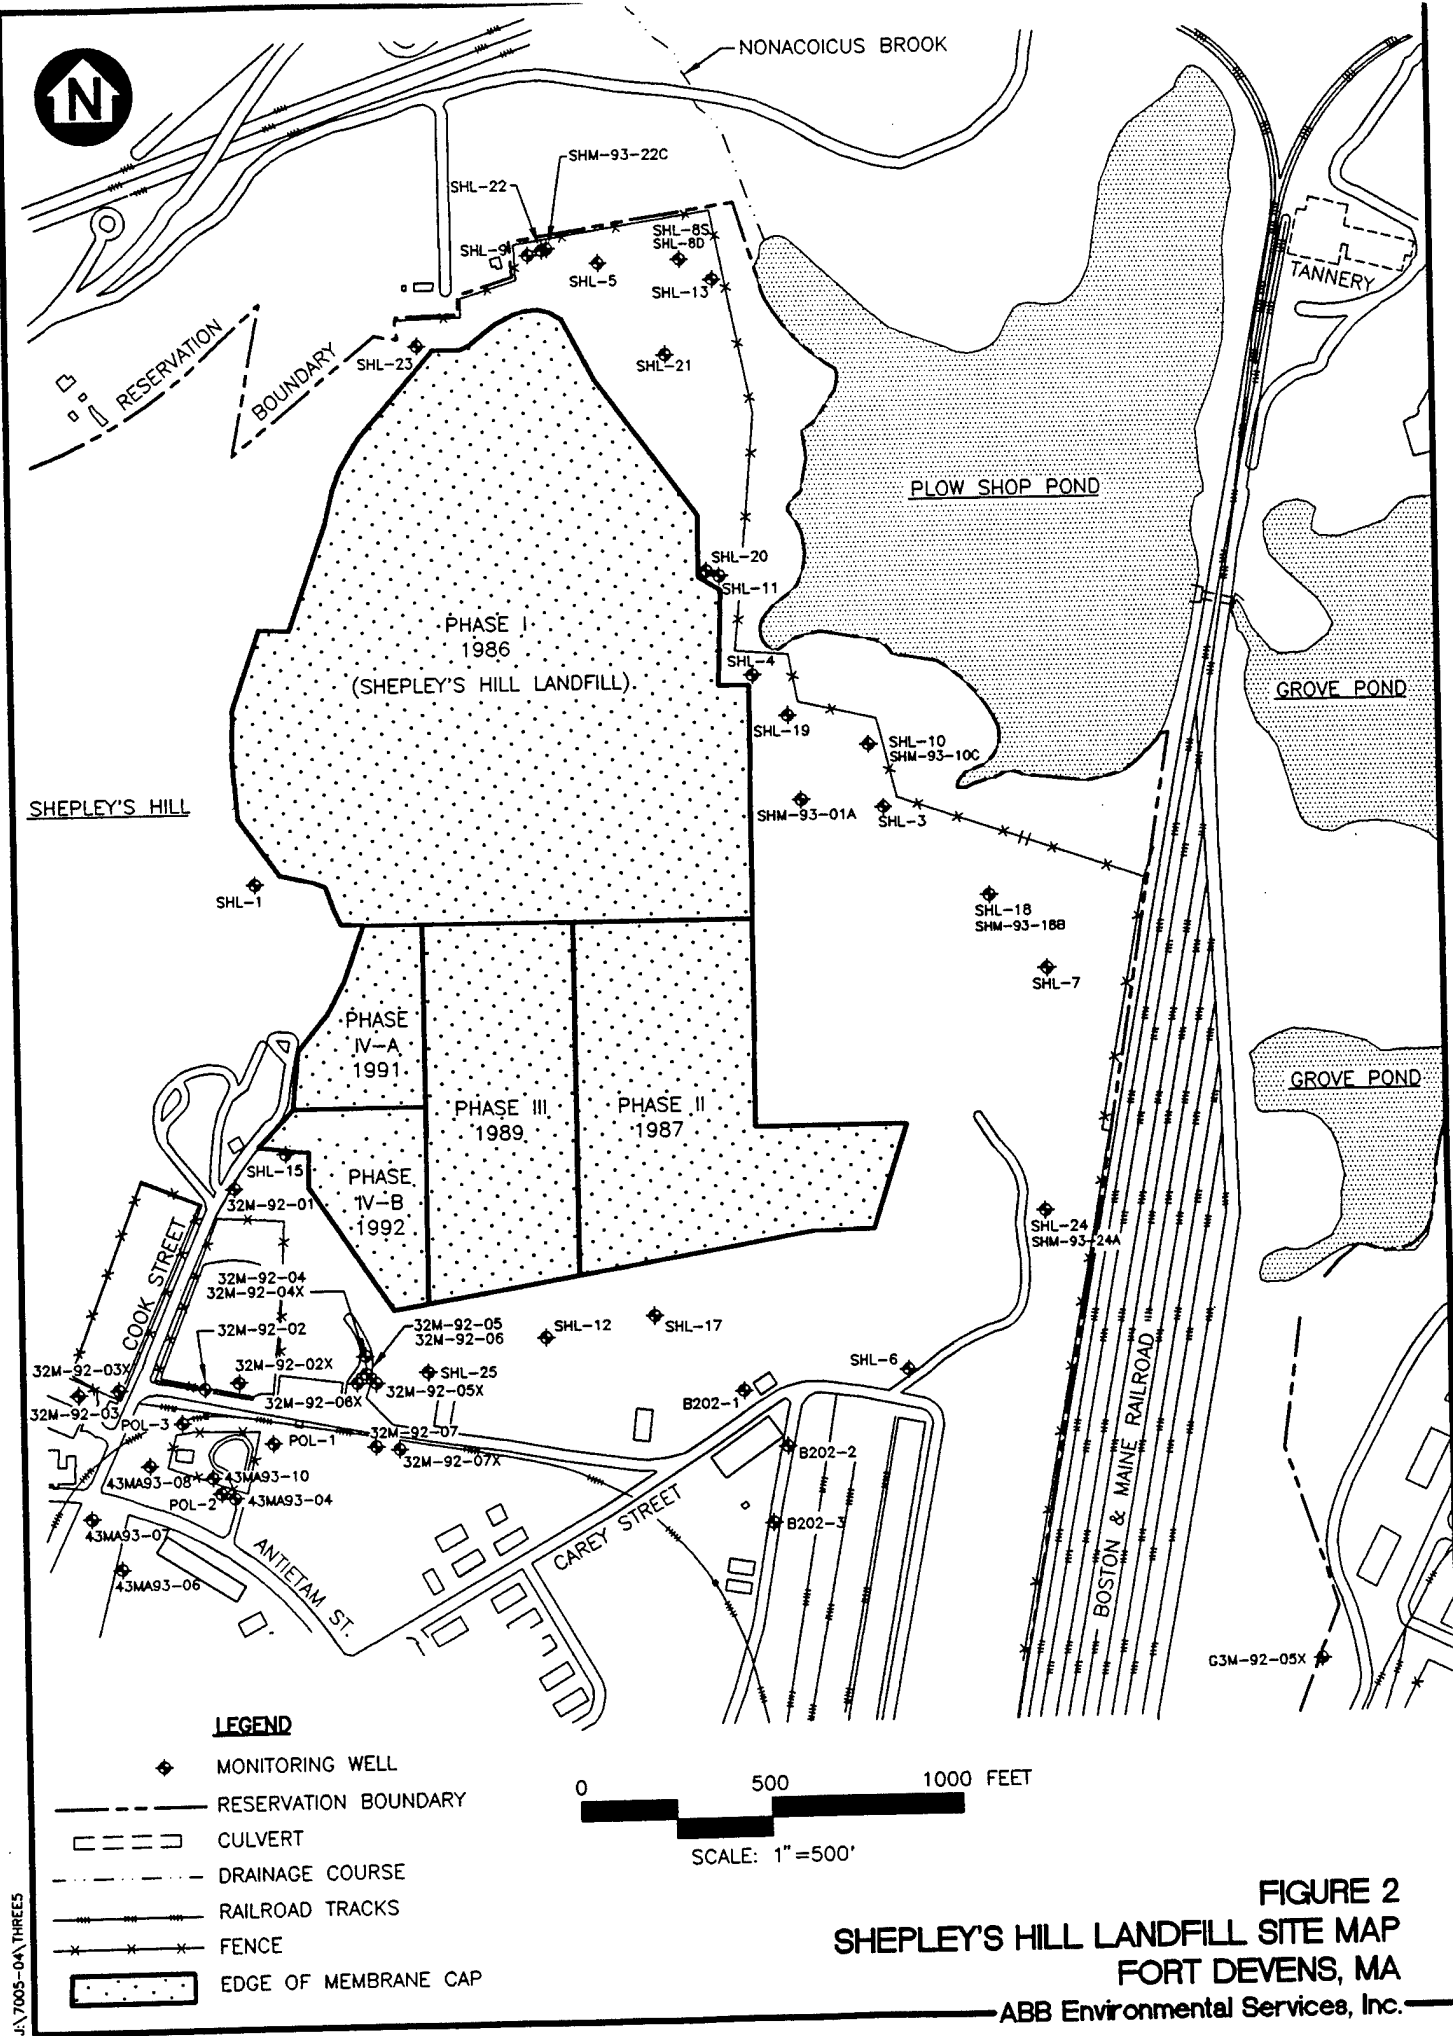 NONACOICUS BROOK
N
SHM-93-22C
SHL-22
SHL-9
SHL-8S
SHL-8D
SHL-5
SHL-13
TANNERY
RESERVATION
BOUNDARY
SHL-23
SHL-21
PLOW SHOP POND
SHL-20
SHL-11
PHASE I
1986
(SHEPLEY'S HILL LANDFILL)
SHL-4
GROVE POND
SHL-19
SHL-10
SHM-93-10C
SHEPLEY'S HILL
SHM-93-01A
SHL-3
SHL-1
SHL-18
SHM-93-18B
SHL-7
PHASE
IV-A
1991
GROVE POND
PHASE III
1989
PHASE II
1987
SHL-15
PHASE
IV-B
1992
32M-92-01
SHL-24
SHM-93-24A
COOK STREET
32M-92-04
32M-92-04X
32M-92-02
32M-92-05
32M-92-06
SHL-12
SHL-17
32M-92-03X
32M-92-02X
SHL-25
SHL-6
32M-92-06X
32M-92-05X
B202-1
32M-92-03
POL-3
POL-1
32M-92-07
32M-92-07X
B202-2
43MA93-08
43MA93-10
POL-2
43MA93-04
B202-3
43MA93-07
43MA93-06
ANTIETAM ST.
CAREY STREET
BOSTON & MAINE RAILROAD
G3M-92-05X
LEGEND
MONITORING WELL
RESERVATION BOUNDARY
CULVERT
DRAINAGE COURSE
RAILROAD TRACKS
FENCE
EDGE OF MEMBRANE CAP
0 500 1000 FEET
SCALE: 1"=500'
FIGURE 2
SHEPLEY'S HILL LANDFILL SITE MAP
FORT DEVENS, MA
ABB Environmental Services, Inc.
J:\7005-04\THREE5